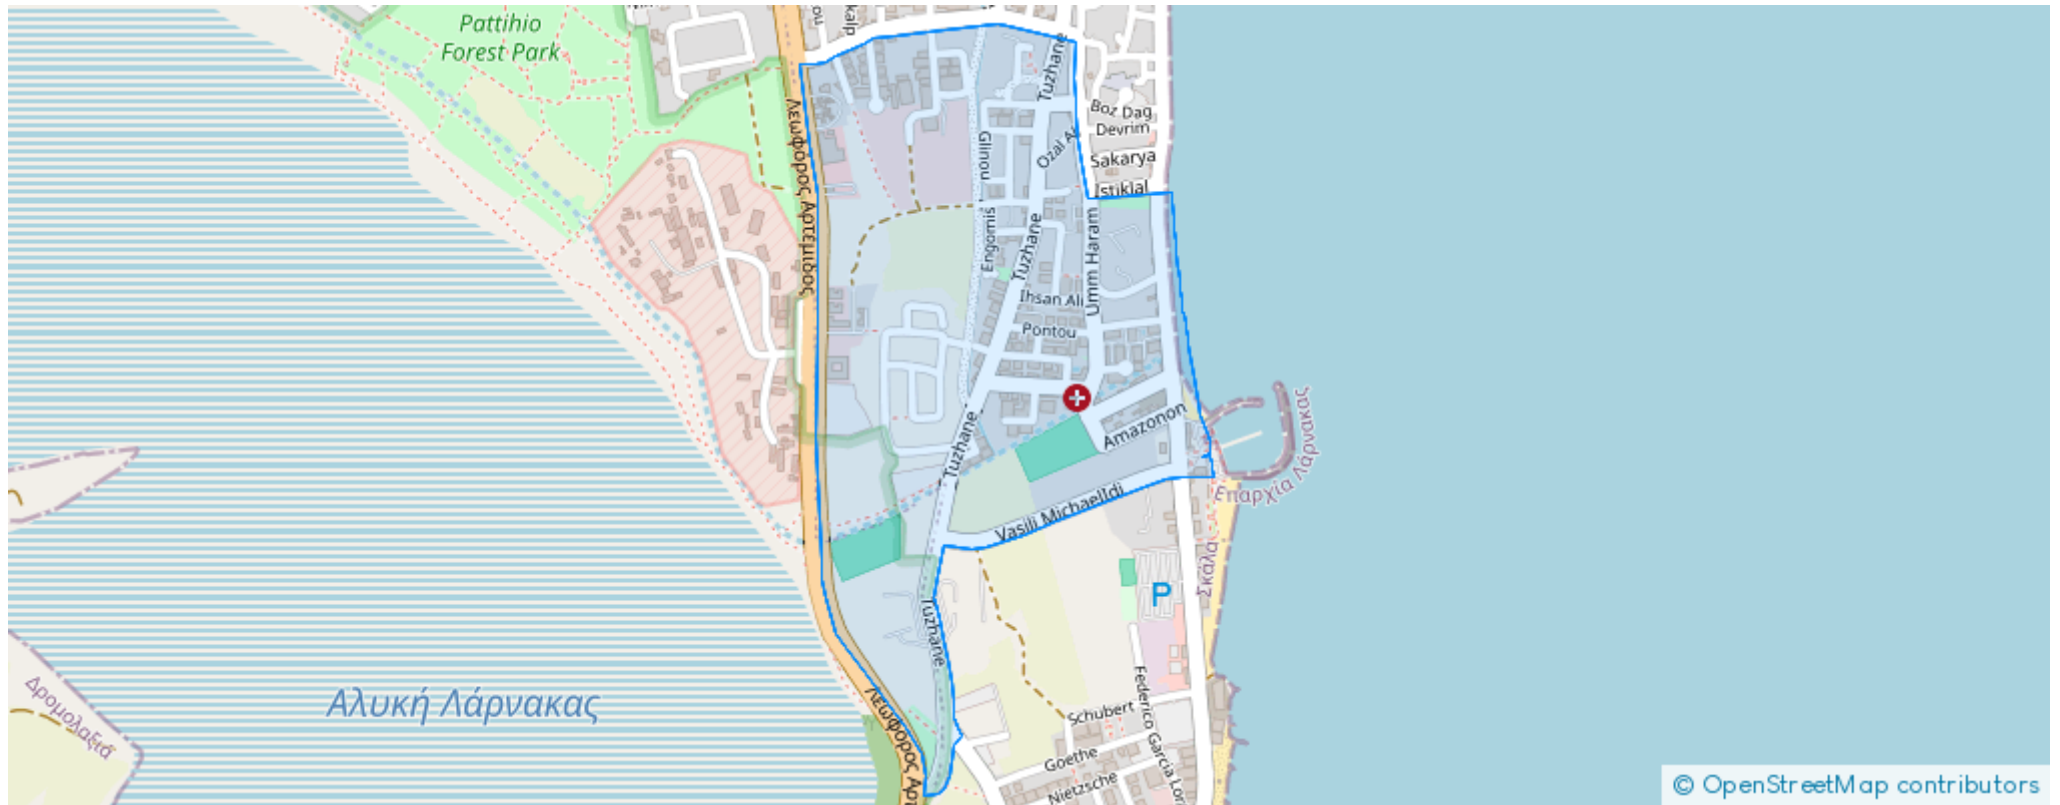 Pattihio
Forest Park
kalp
Tuzhane
Λεωφόρος Αρτέμιδος
Boz Dag
Devrim
Glinou
Ozal A
Sakarya
Istiklal
Engomis
Tuzhane
Umm Haram
Ihsan Ali
Pontou
Amazonon
Tuzhane
Επαρχία Λάρνακας
Vasili MichaelIdi
Σκάλα
P
Tuzhane
Αλυκή Λάρνακας
Δρομολαξιά
Λεωφόρος Αρτ
Federico Garcia Lor
Schubert
Goethe
Nietzsche
© OpenStreetMap contributors